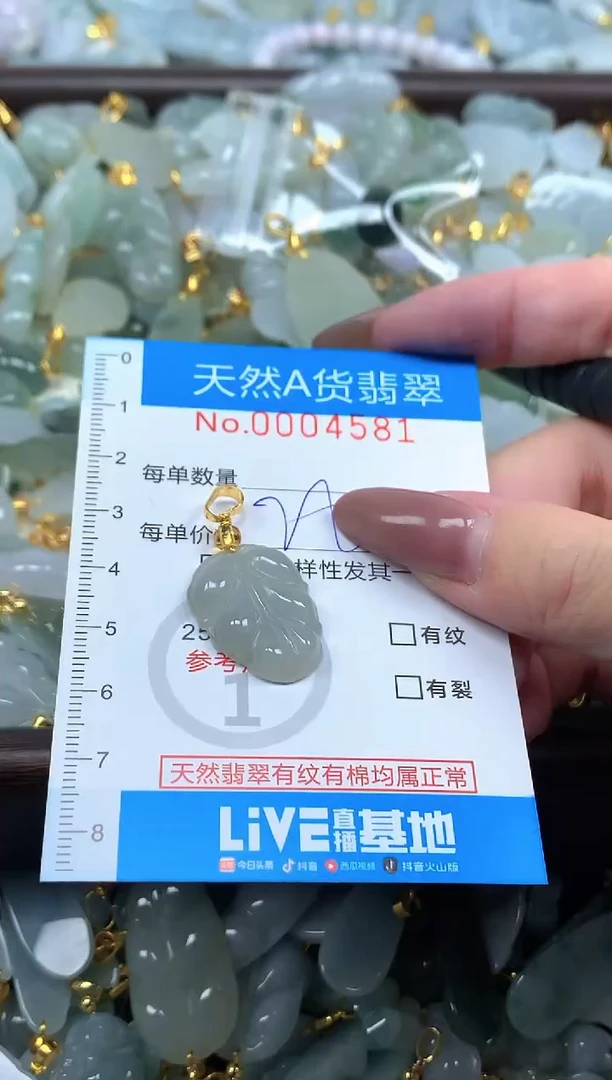 天然A货翡翠
No.0004581
每单数量
每单价
样性发其一
25
参考
有纹
有裂
1
天然翡翠有纹有棉均属正常
LiVE直播基地
今日头条 抖音 西瓜视频 抖音火山版
0
1
2
3
4
5
6
7
8